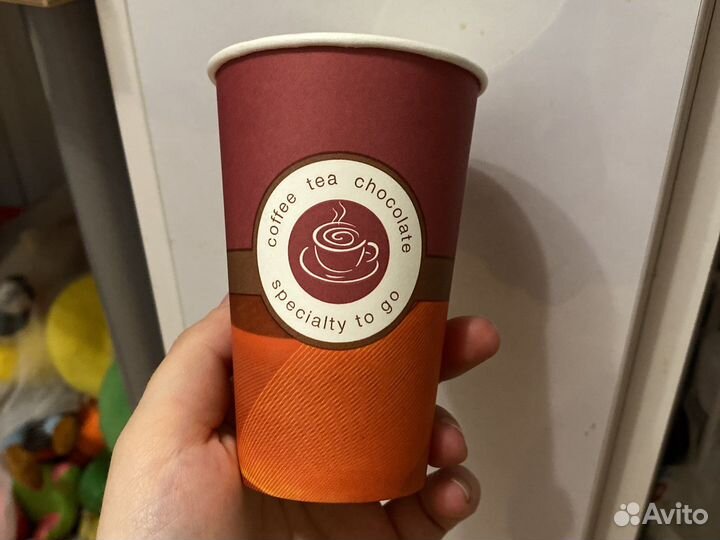 coffee tea chocolate
specialty to go
Avito